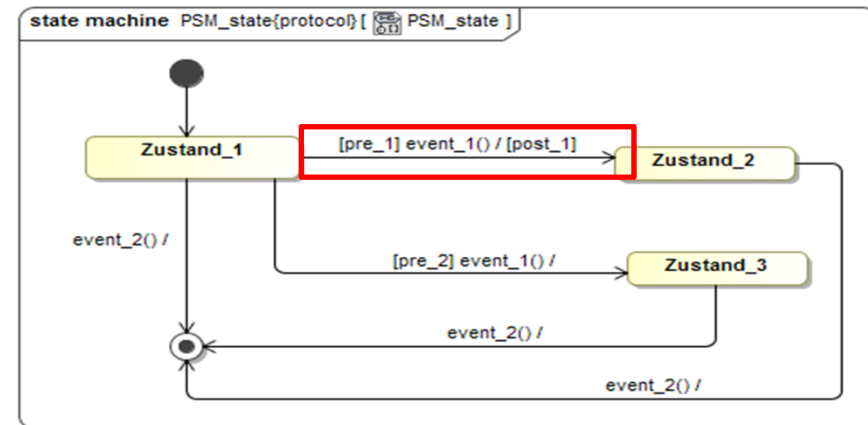 state machine PSM_state{protocol} [ PSM_state ]
Zustand_1
[pre_1] event_1() / [post_1]
Zustand_2
event_2() /
[pre_2] event_1() /
Zustand_3
event_2() /
event_2() /